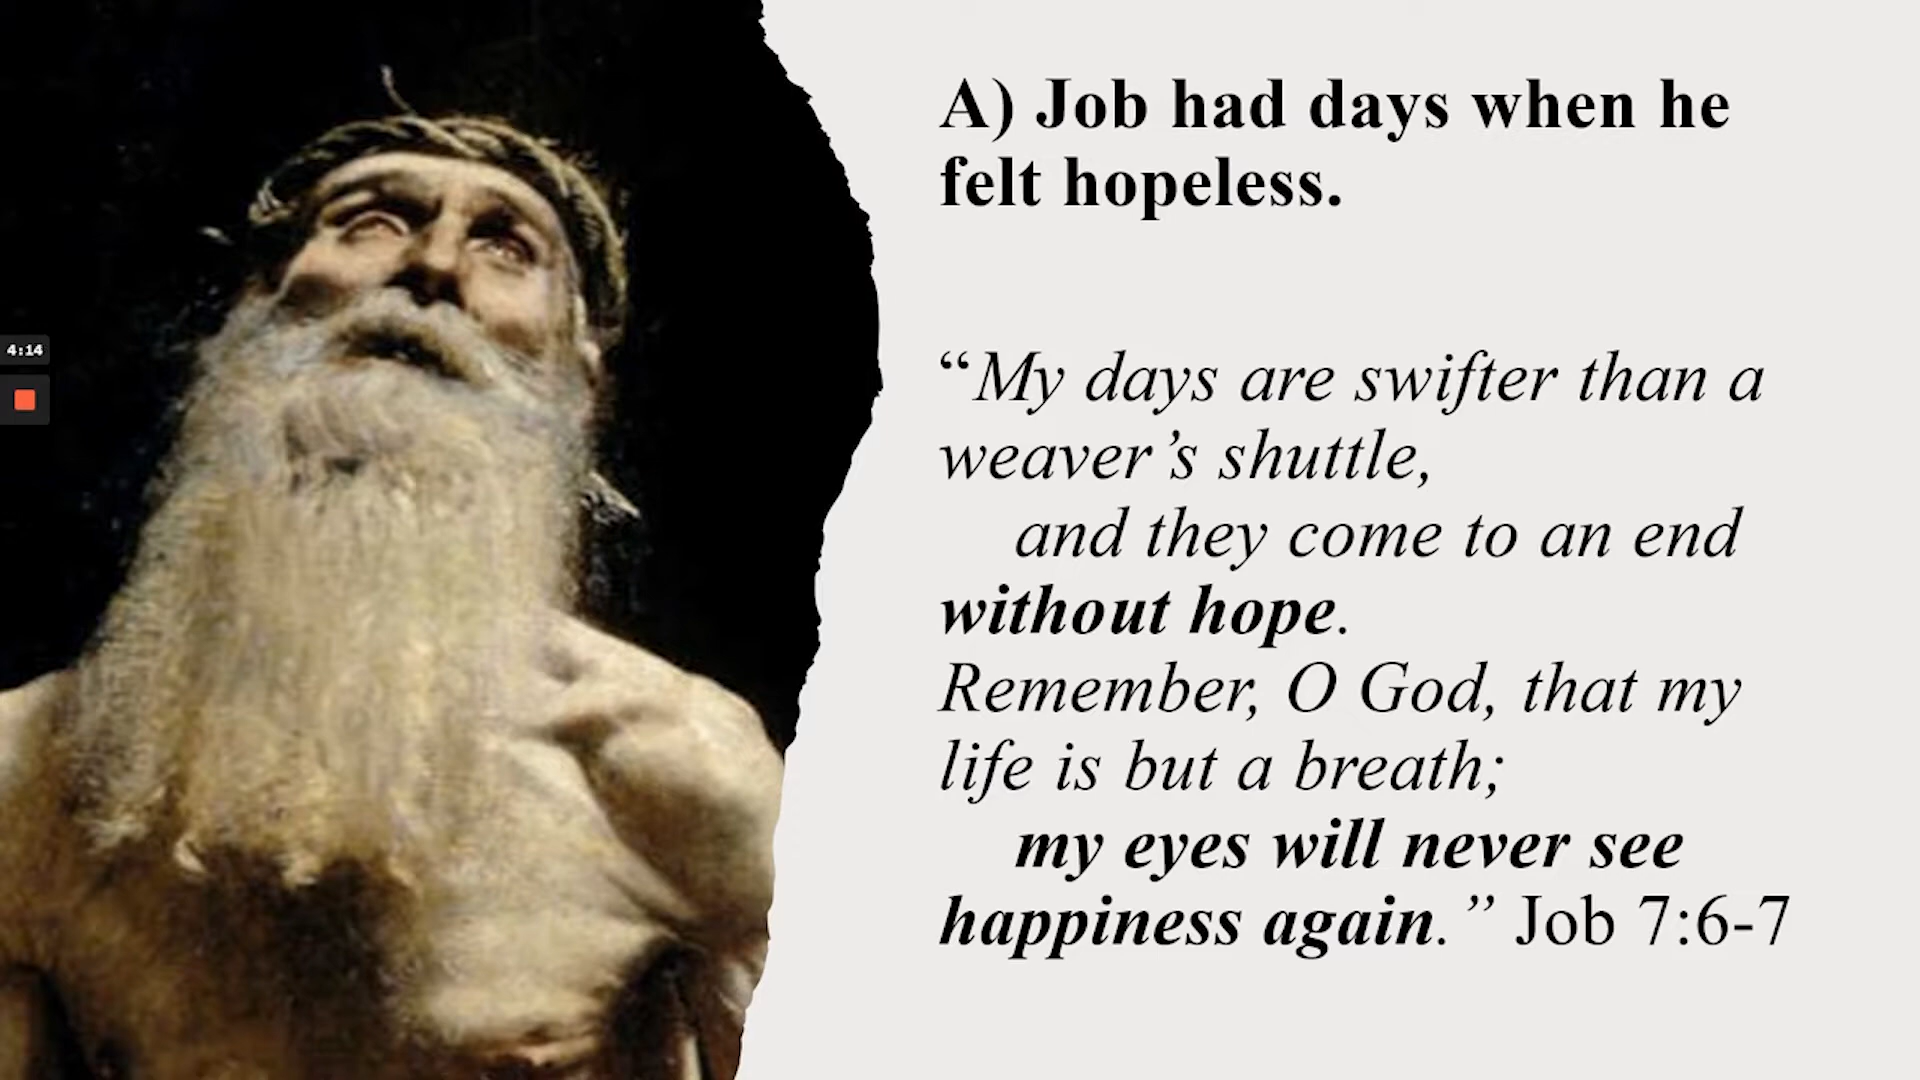 A) Job had days when he
felt hopeless.
“My days are swifter than a
weaver’s shuttle,
and they come to an end
without hope.
Remember, O God, that my
life is but a breath;
my eyes will never see
happiness again.” Job 7:6-7
4:14